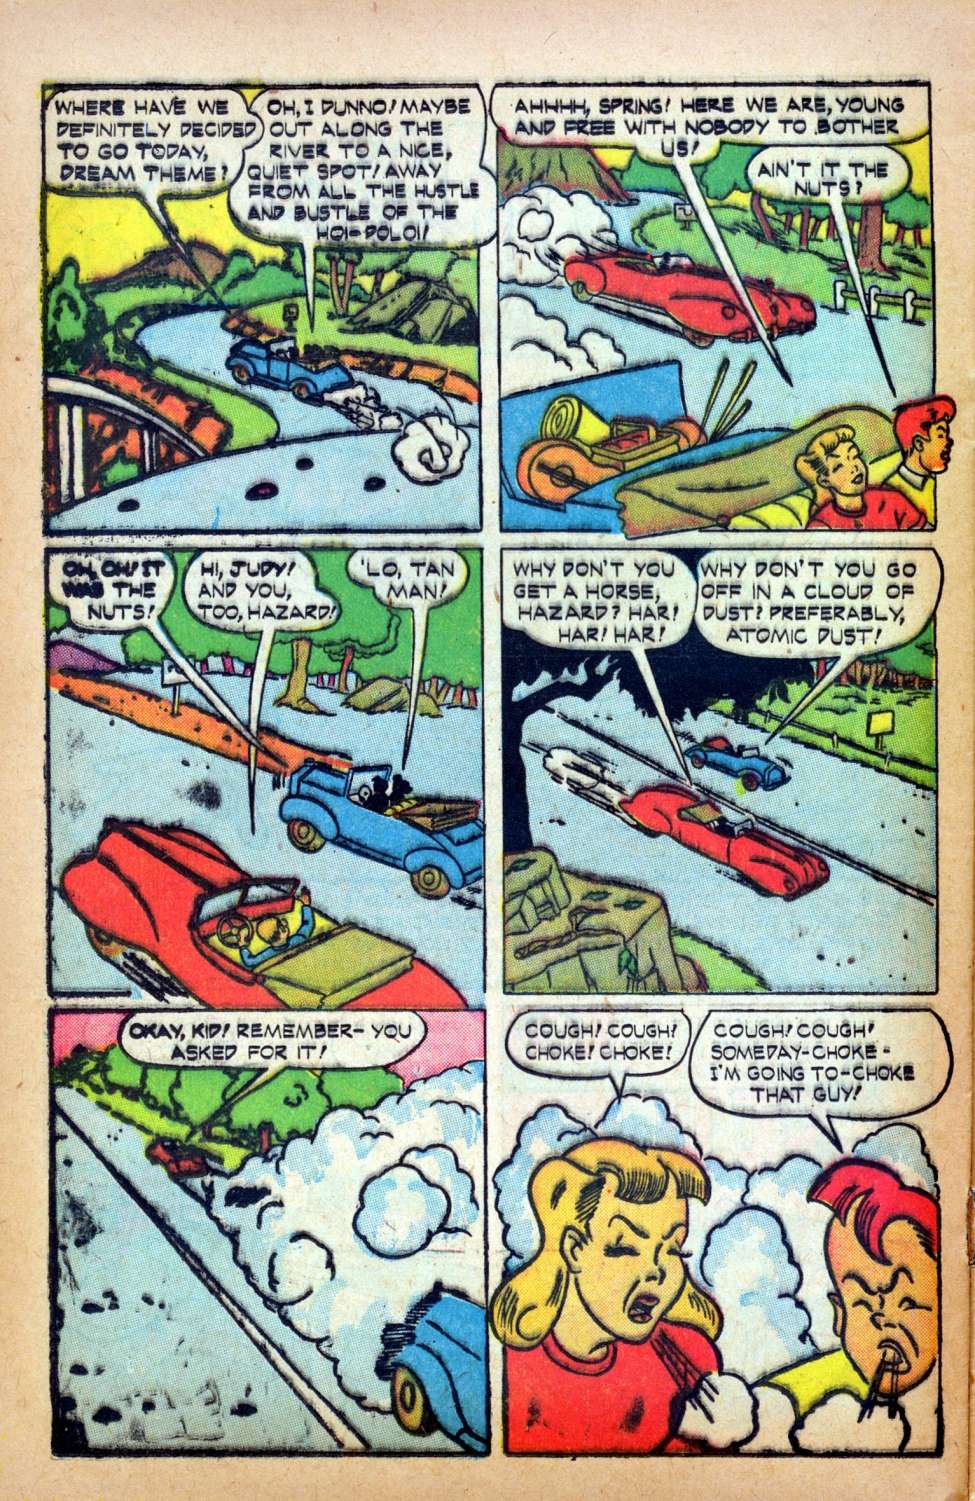 WHERE HAVE WE
DEFINITELY DECIDED
TO GO TODAY,
DREAM THEME?
OH, I DUNNO! MAYBE
OUT ALONG THE
RIVER TO A NICE,
QUIET SPOT! AWAY
FROM ALL THE HUSTLE
AND BUSTLE OF THE
HOI-POLOI!
AHHHH, SPRING! HERE WE ARE, YOUNG
AND FREE WITH NOBODY TO BOTHER
US!
AIN'T IT THE
NUTS?
OH, OH! IT
WAS THE
NUTS!
HI, JUDY!
AND YOU,
TOO, HAZARD!
'LO, TAN
MAN!
WHY DON'T YOU
GET A HORSE,
HAZARD? HAR!
HAR! HAR!
WHY DON'T YOU GO
OFF IN A CLOUD OF
DUST? PREFERABLY,
ATOMIC DUST!
OKAY, KID! REMEMBER- YOU
ASKED FOR IT!
COUGH! COUGH!
CHOKE! CHOKE!
COUGH! COUGH!
SOMEDAY-CHOKE-
I'M GOING TO-CHOKE
THAT GUY!